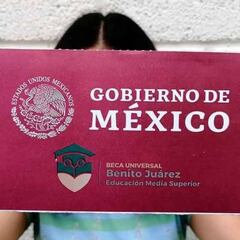 ESTADOS UNIDOS MEXICANOS
GOBIERNO DE
MÉXICO
BECA UNIVERSAL
Benito Juárez
Educación Media Superior